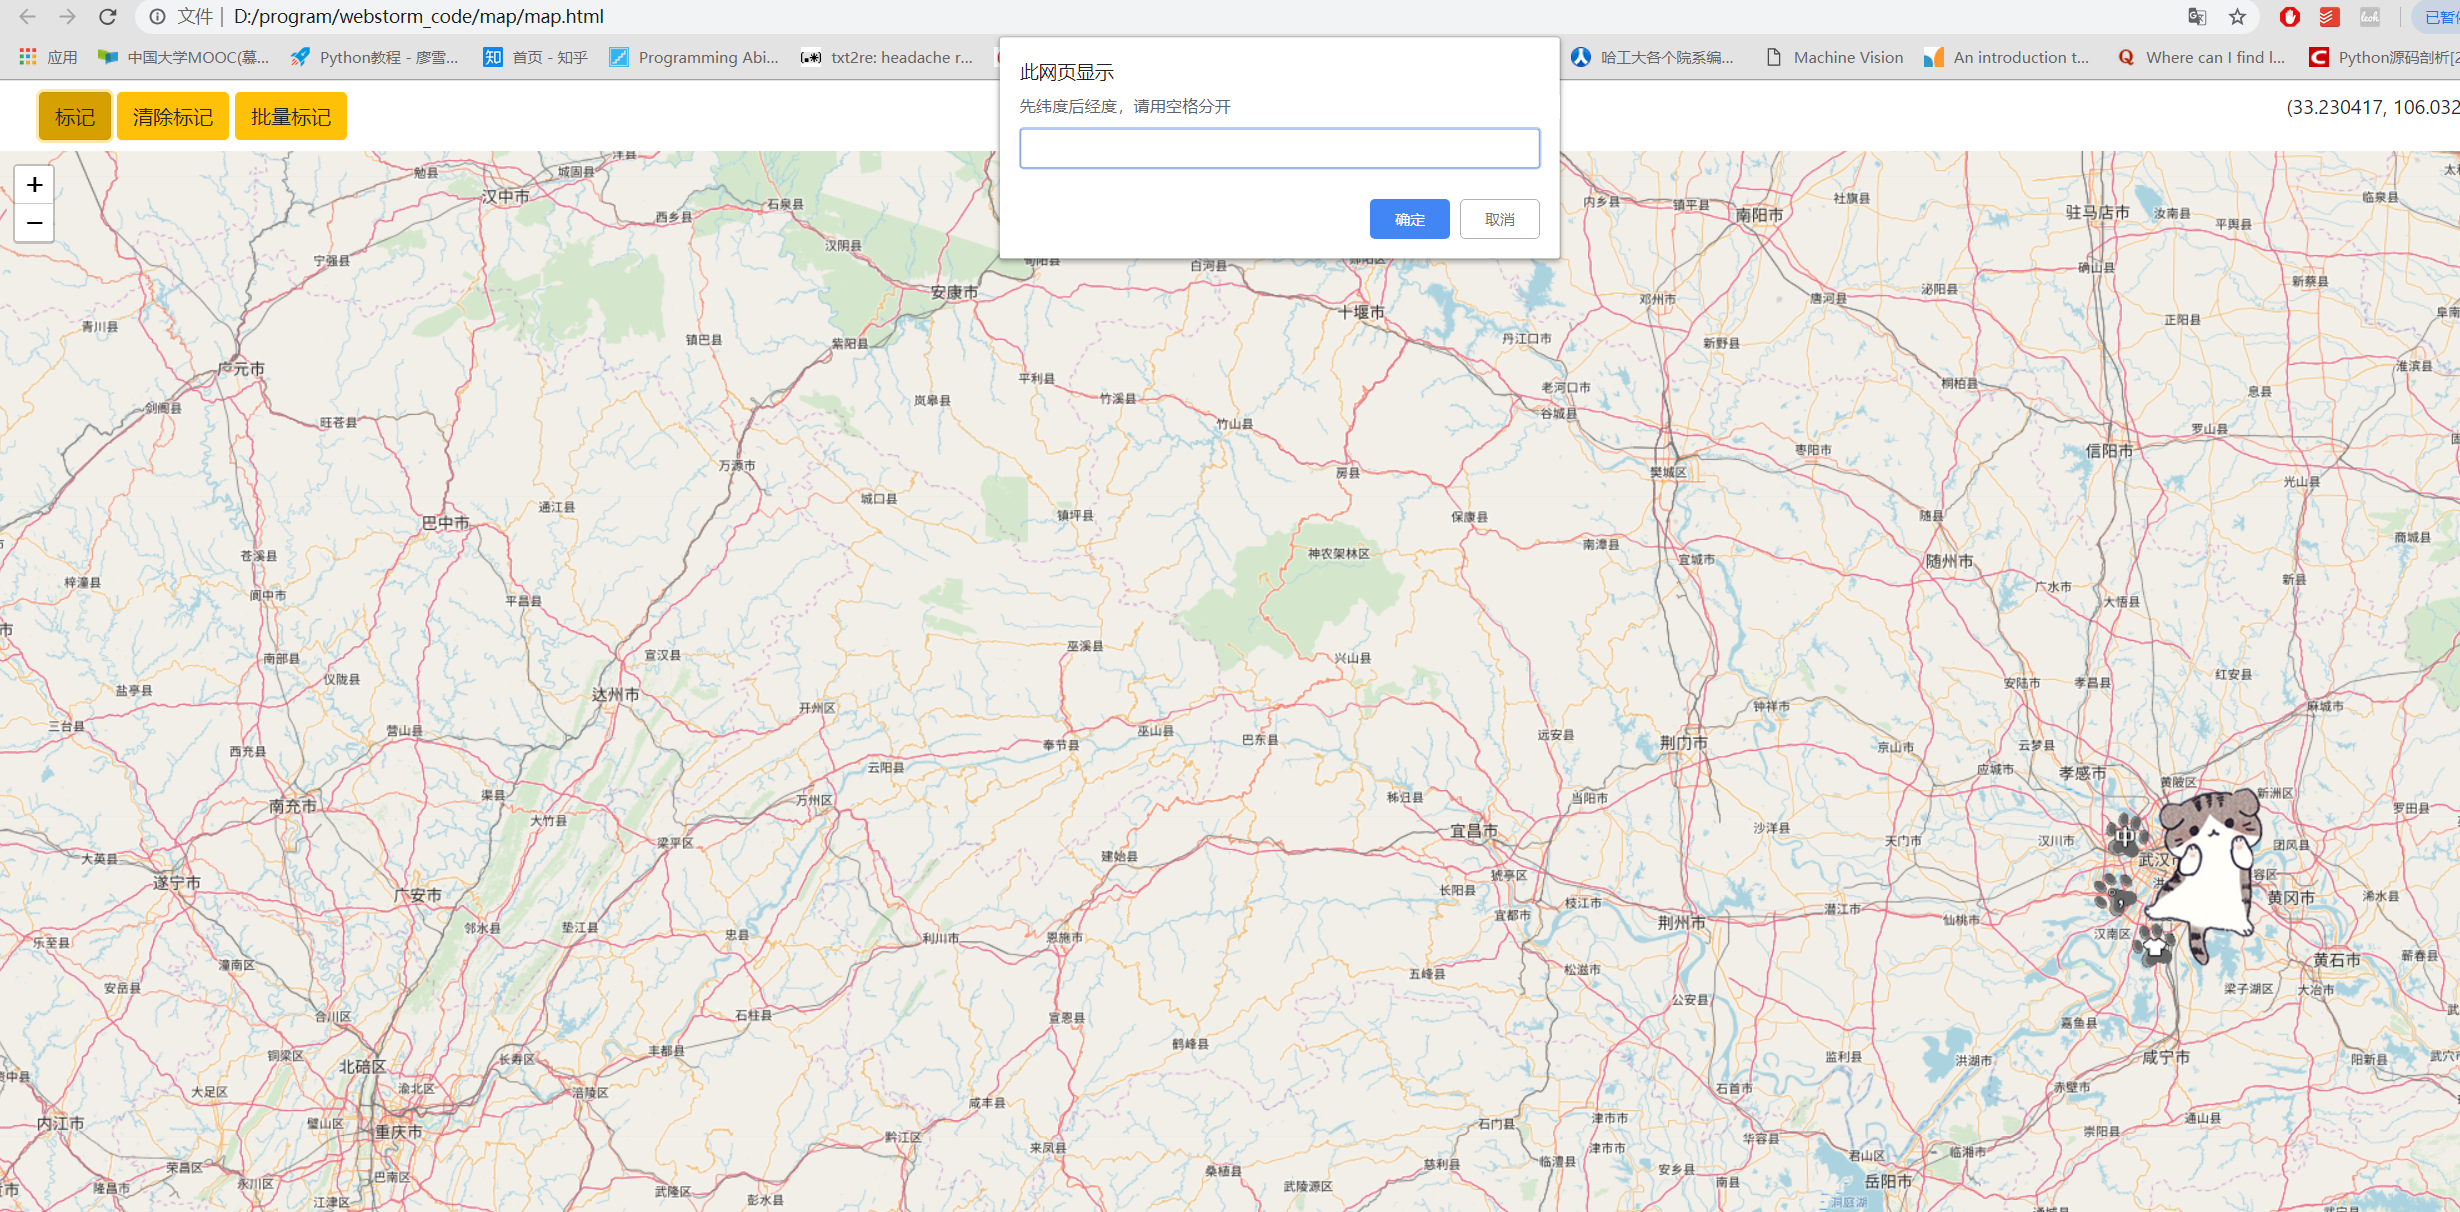 文件 | D:/program/webstorm_code/map/map.html
已暂
应用 中国大学MOOC(慕... Python教程 - 廖雪... 知 首页 - 知乎 Programming Abi... (.*) txt2re: headache r... 哈工大各个院系编... Machine Vision An introduction t... Q Where can I find I... C Python源码剖析[2
此网页显示
先纬度后经度，请用空格分开
确定 取消
标记 清除标记 批量标记 (33.230417, 106.032
+
−
勉县 汉中市 城固县 洋县 西乡县 石泉县 汉阴县 宁强县
内乡县 镇平县 南阳市 社旗县 驻马店市 汝南县 平舆县 临泉县
安康市 旬阳县 白河县 郧阳区 十堰市 邓州市 唐河县 泌阳县 确山县 新蔡县
青川县 广元市 镇巴县 紫阳县 丹江口市 新野县 正阳县 阜南
剑阁县 旺苍县 岚皋县 平利县 竹溪县 竹山县 老河口市 谷城县 桐柏县 息县 淮滨县
万源市 城口县 房县 樊城区 枣阳市 信阳市 罗山县 光山县
巴中市 通江县 镇坪县 保康县 随县
苍溪县 神农架林区 南漳县 宜城市 随州市 商城县
梓潼县 阆中市 平昌县 广水市 大悟县 新县
南部县 宣汉县 巫溪县 兴山县
盐亭县 仪陇县 达州市 安陆市 孝昌县 红安县
三台县 营山县 开州区 钟祥市 麻城市
西充县 云阳县 奉节县 巫山县 巴东县 远安县 荆门市 京山市 云梦县
南充市 渠县 大竹县 万州区 秭归县 当阳市 应城市 孝感市 黄陂区 新洲区 罗田县
大英县 梁平区 建始县 宜昌市 沙洋县 天门市 汉川市 武汉 团风县
遂宁市 广安市 长阳县 猇亭区 枝江市 潜江市 容区 黄冈市 浠水县
乐至县 邻水县 垫江县 忠县 利川市 恩施市 宜都市 荆州市 仙桃市 汉南区
潼南区 五峰县 松滋市 黄石市 蕲春县
安岳县 合川区 石柱县 宣恩县 公安县 嘉鱼县 梁子湖区 大冶市
铜梁区 北碚区 长寿区 丰都县 鹤峰县 监利县 洪湖市 咸宁市 阳新县 武穴市
大足区 渝北区 涪陵区 咸丰县 石首市 赤壁市
内江市 璧山区 重庆市 黔江区 来凤县 石门县 津市市 华容县 崇阳县 通山县
荣昌区 巴南区 桑植县 慈利县 临澧县 津市市 安乡县 君山区 临湘市
隆昌市 永川区 江津区 武隆区 彭水县 武陵源区 南县 岳阳市
洞庭湖 通城县